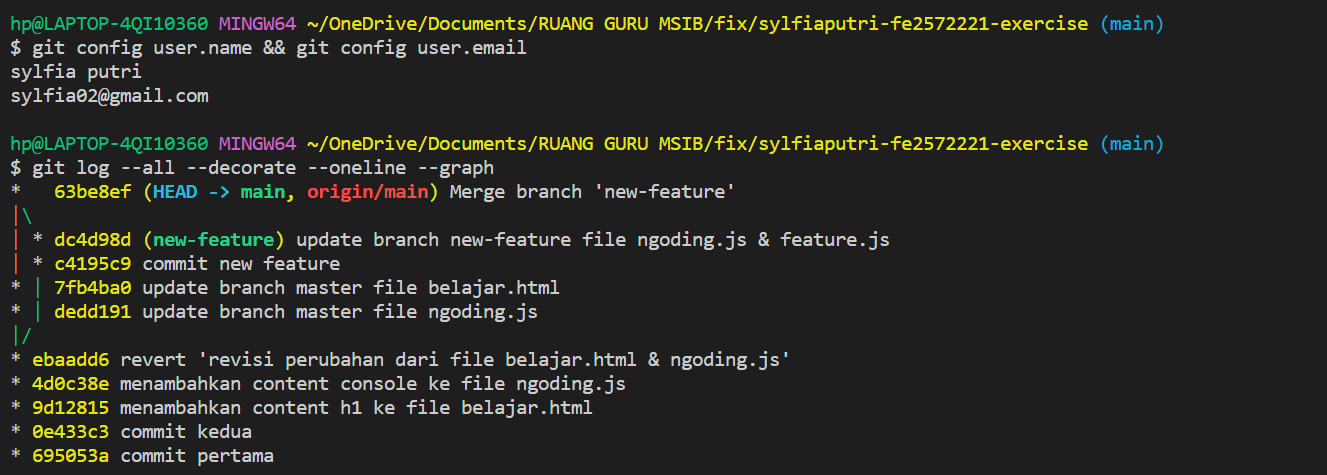 hp@LAPTOP-4QI10360 MINGW64 ~/OneDrive/Documents/RUANG GURU MSIB/fix/sylfiaputri-fe2572221-exercise (main)
$ git config user.name && git config user.email
sylfia putri
sylfia02@gmail.com

hp@LAPTOP-4QI10360 MINGW64 ~/OneDrive/Documents/RUANG GURU MSIB/fix/sylfiaputri-fe2572221-exercise (main)
$ git log --all --decorate --oneline --graph
*   63be8ef (HEAD -> main, origin/main) Merge branch 'new-feature'
|\
| * dc4d98d (new-feature) update branch new-feature file ngoding.js & feature.js
| * c4195c9 commit new feature
* | 7fb4ba0 update branch master file belajar.html
* | dedd191 update branch master file ngoding.js
|/
* ebaadd6 revert 'revisi perubahan dari file belajar.html & ngoding.js'
* 4d0c38e menambahkan content console ke file ngoding.js
* 9d12815 menambahkan content h1 ke file belajar.html
* 0e433c3 commit kedua
* 695053a commit pertama